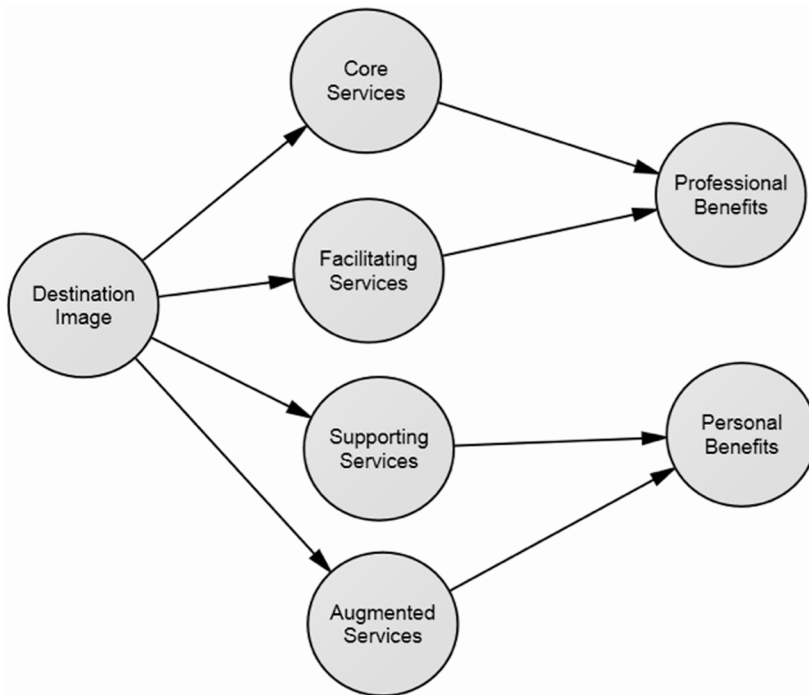 Core
Services
Professional
Benefits
Facilitating
Services
Destination
Image
Supporting
Services
Personal
Benefits
Augmented
Services